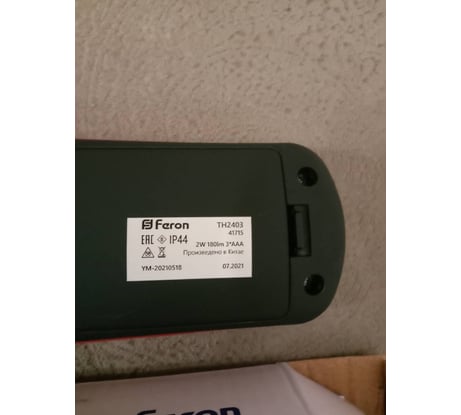 Feron
TH2403
41715
EAC IP44
2W 180lm 3*AAA
Произведено в Китае
YM-20210518
07.2021
Feron